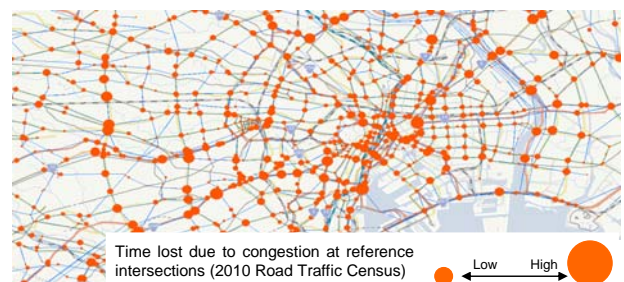 Time lost due to congestion at reference
intersections (2010 Road Traffic Census)
Low High